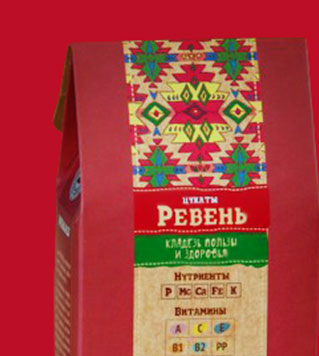 ЦУКАТЫ
РЕВЕНЬ
КЛАДЕЗЬ ПОЛЬЗЫ
И ЗДОРОВЬЯ
НУТРИЕНТЫ
P MG CA FE K
ВИТАМИНЫ
A C E
B1 B2 PP